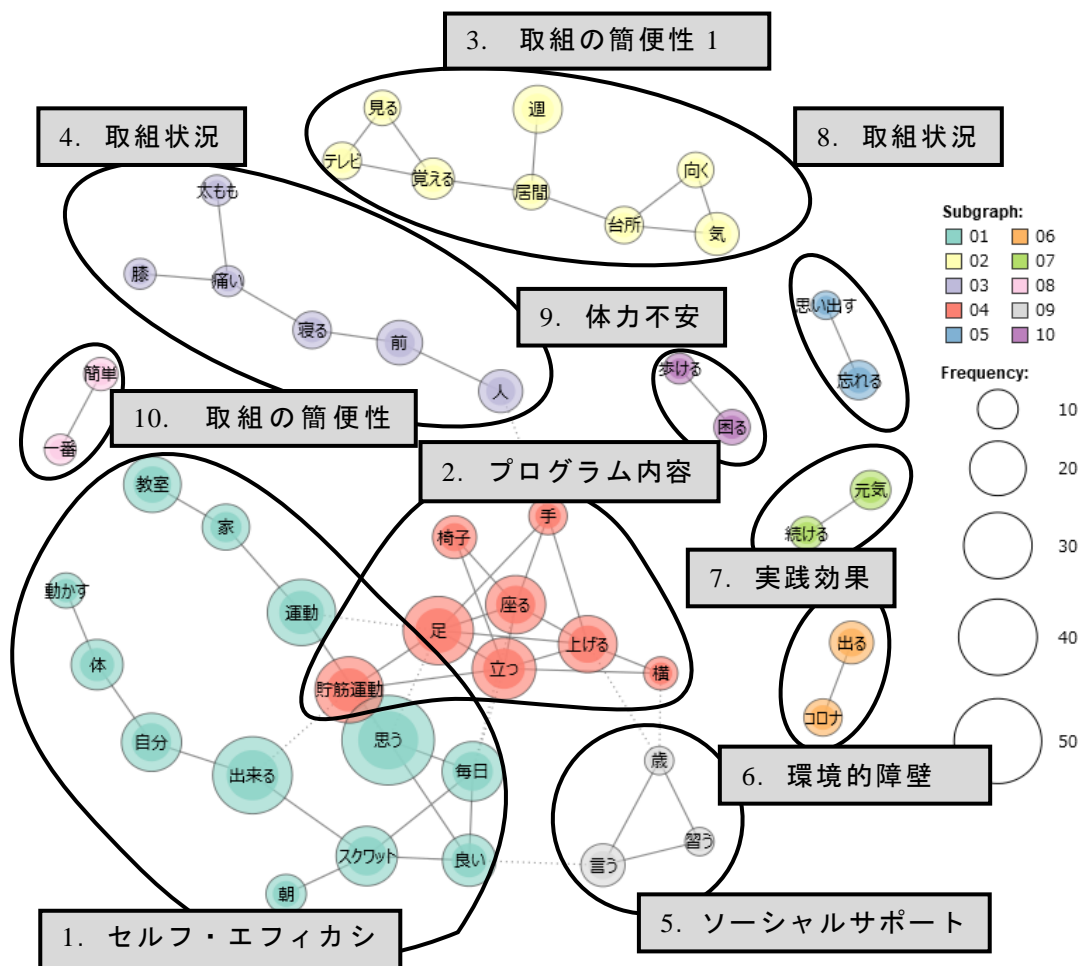 3. 取組の簡便性 1
4. 取組状況
8. 取組状況
見る
週
テレビ
覚える
居間
向く
台所
気
太もも
膝
痛い
寝る
前
人
Subgraph:
01
06
02
07
03
08
04
09
05
10
思い出す
忘れる
9. 体力不安
歩ける
困る
簡単
一番
10. 取組の簡便性
2. プログラム内容
Frequency:
10
20
30
40
50
教室
家
動かす
運動
体
自分
出来る
思う
毎日
スクワット
良い
朝
手
椅子
座る
足
上げる
立つ
横
貯筋運動
元気
続ける
7. 実践効果
出る
コロナ
6. 環境的障壁
歳
習う
言う
5. ソーシャルサポート
1. セルフ・エフィカシ